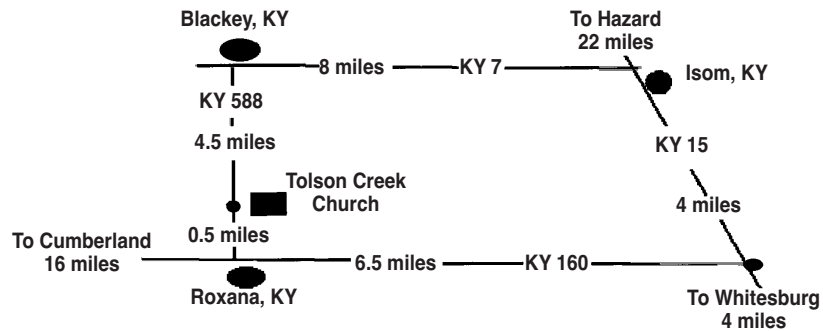 Blackey, KY
To Hazard
22 miles
8 miles
KY 7
Isom, KY
KY 588
4.5 miles
KY 15
Tolson Creek
Church
4 miles
0.5 miles
To Cumberland
16 miles
6.5 miles
KY 160
Roxana, KY
To Whitesburg
4 miles